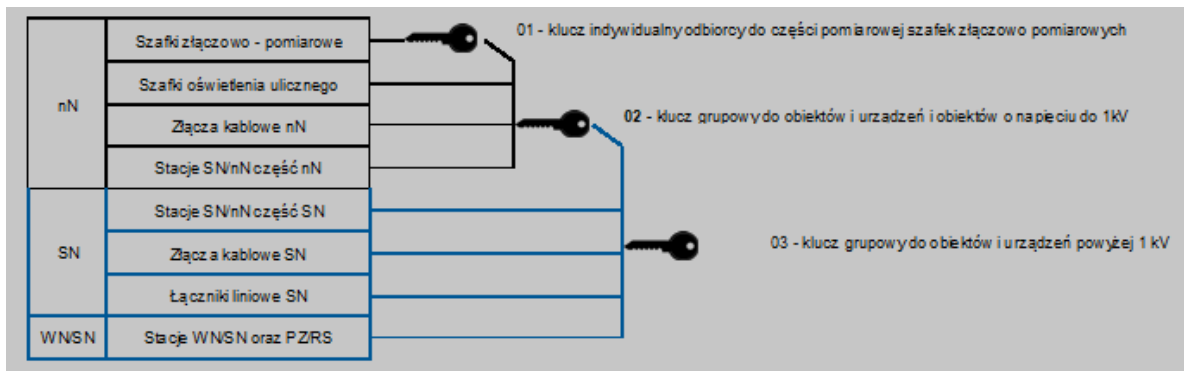 Szafki złączowo - pomiarowe
01 - klucz indywidualny odbiorcy do części pomiarowej szafek złączowo pomiarowych
Szafki oświetlenia ulicznego
nN
Złącza kablowe nN
02 - klucz grupowy do obiektów i urzadzeń i obiektów o napięciu do 1kV
Stacje SN/nN część nN
Stacje SN/nN część SN
SN
Złącza kablowe SN
03 - klucz grupowy do obiektów i urządzeń powyżej 1 kV
Łączniki liniowe SN
WN/SN
Stacje WN/SN oraz PZ/RS